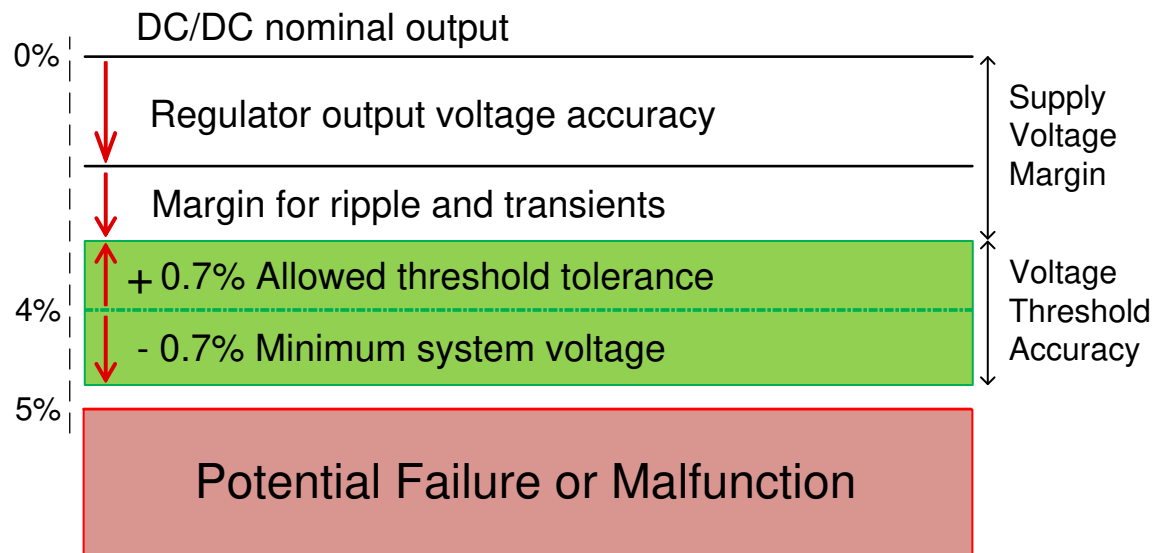 DC/DC nominal output
0%
Regulator output voltage accuracy
Supply
Voltage
Margin
Margin for ripple and transients
+ 0.7% Allowed threshold tolerance
4%
- 0.7% Minimum system voltage
Voltage
Threshold
Accuracy
5%
Potential Failure or Malfunction